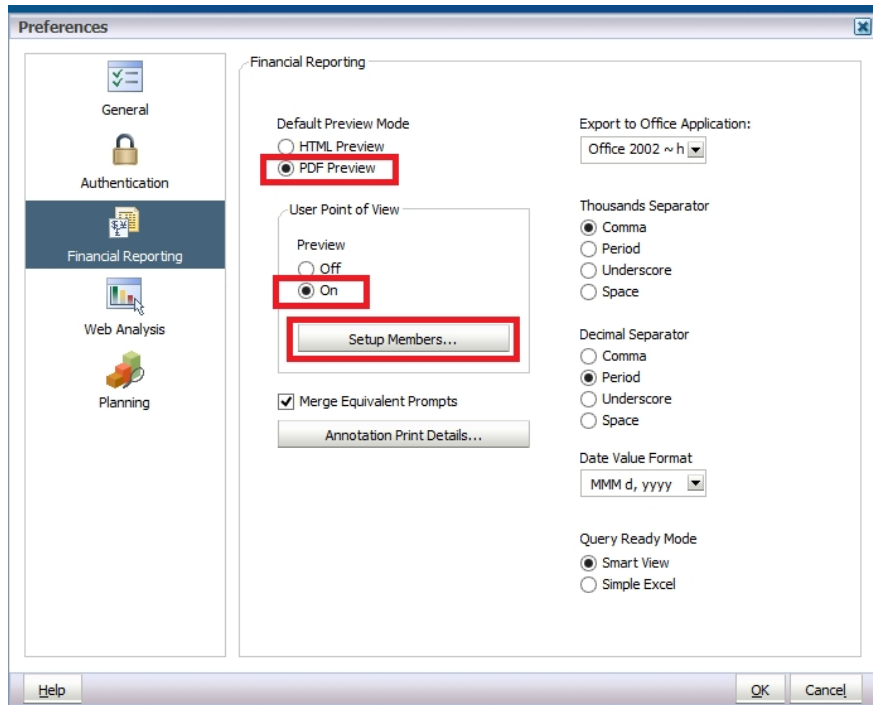 Preferences
General
Authentication
Financial Reporting
Web Analysis
Planning
Financial Reporting
Default Preview Mode
HTML Preview
PDF Preview
User Point of View
Preview
Off
On
Setup Members...
Merge Equivalent Prompts
Annotation Print Details...
Export to Office Application:
Office 2002 ~ h
Thousands Separator
Comma
Period
Underscore
Space
Decimal Separator
Comma
Period
Underscore
Space
Date Value Format
MMM d, yyyy
Query Ready Mode
Smart View
Simple Excel
Help
OK
Cancel